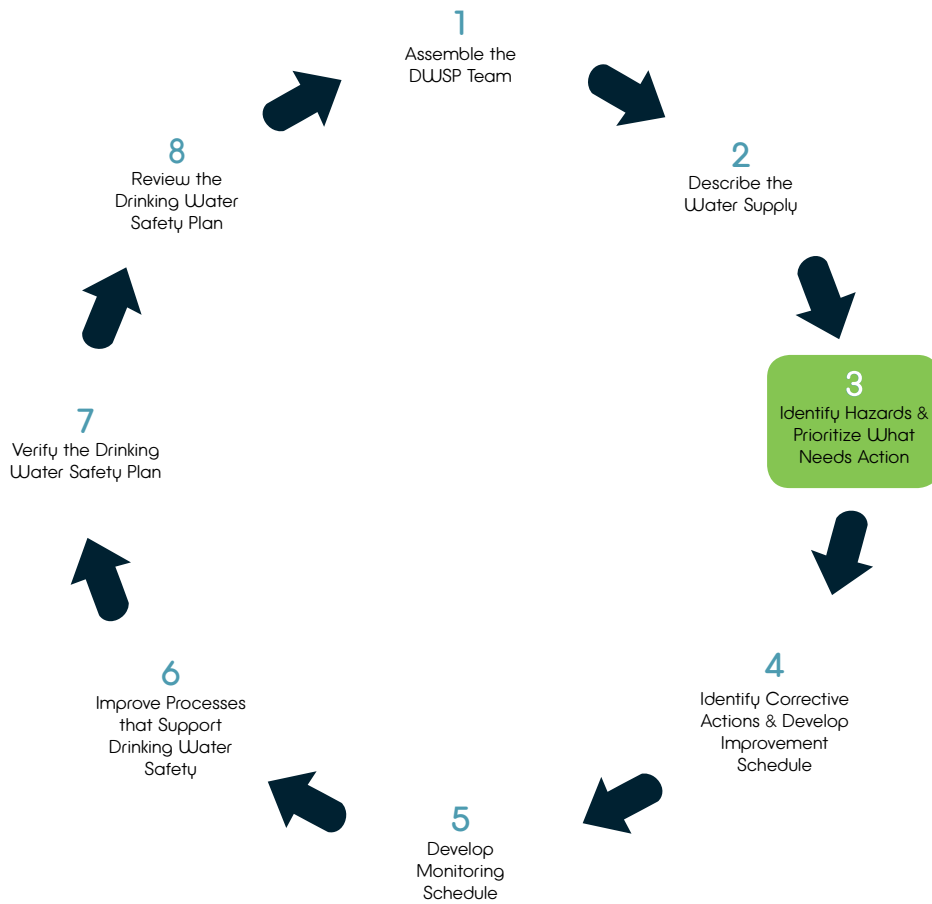 1
Assemble the
DWSP Team
2
Describe the
Water Supply
3
Identify Hazards &
Prioritize What
Needs Action
4
Identify Corrective
Actions & Develop
Improvement
Schedule
5
Develop
Monitoring
Schedule
6
Improve Processes
that Support
Drinking Water
Safety
7
Verify the Drinking
Water Safety Plan
8
Review the
Drinking Water
Safety Plan